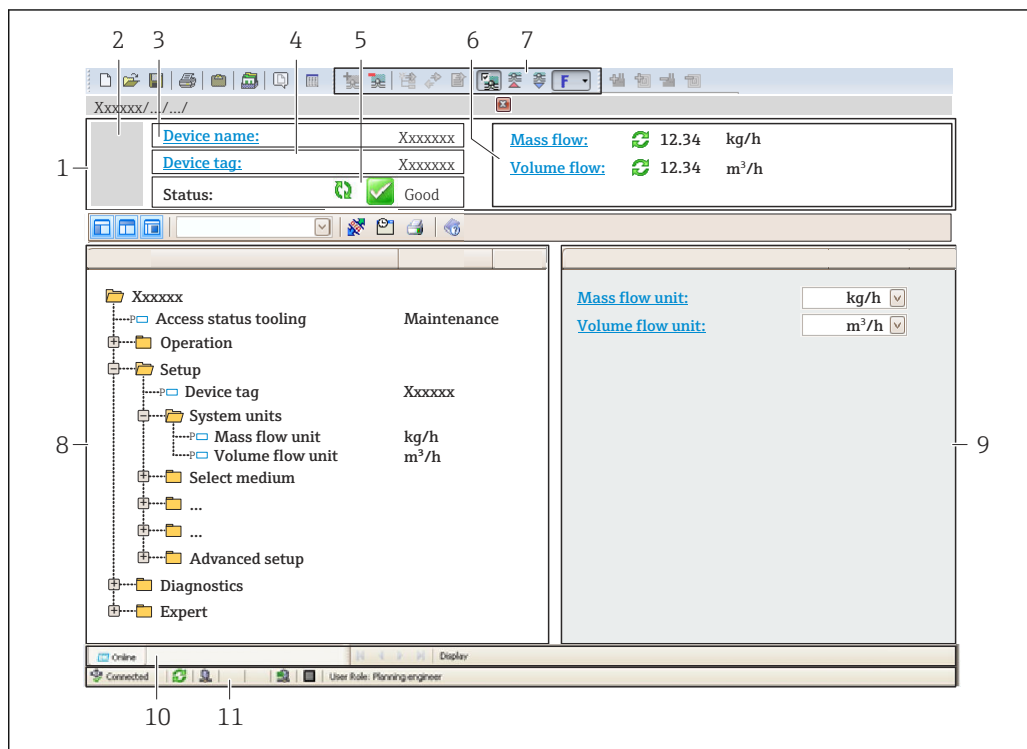 2 3 4 5 6 7
F
Xxxxxx/.../.../
1
Device name: Xxxxxxx
Device tag: Xxxxxxx
Status: Good
Mass flow: 12.34 kg/h
Volume flow: 12.34 m³/h
8
Xxxxxx
P Access status tooling Maintenance
Operation
Setup
P Device tag Xxxxxx
System units
P Mass flow unit kg/h
P Volume flow unit m³/h
Select medium
...
...
Advanced setup
Diagnostics
Expert
Mass flow unit: kg/h
Volume flow unit: m³/h
9
Online Display
Connected User Role: Planning engineer
10 11